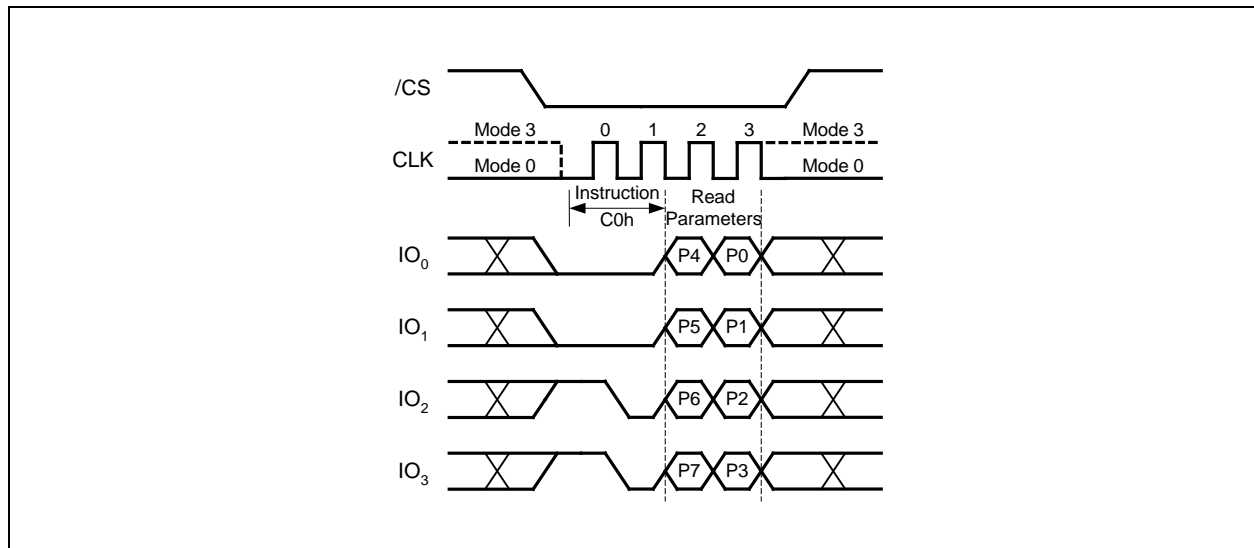 /CS
Mode 3 0 1 2 3 Mode 3
CLK Mode 0 Mode 0
Instruction Read
C0h Parameters
IO0 P4 P0
IO1 P5 P1
IO2 P6 P2
IO3 P7 P3